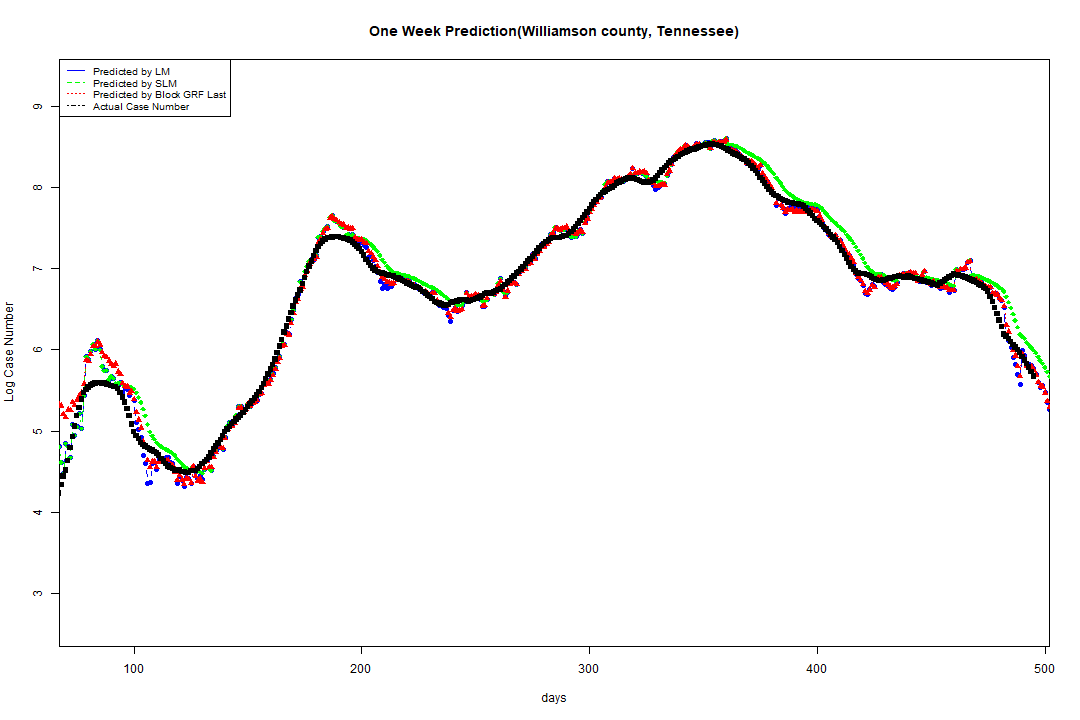 One Week Prediction(Williamson county, Tennessee)
Predicted by LM
Predicted by SLM
Predicted by Block GRF Last
Actual Case Number
9
8
7
6
5
4
3
Log Case Number
100 200 300 400 500
days